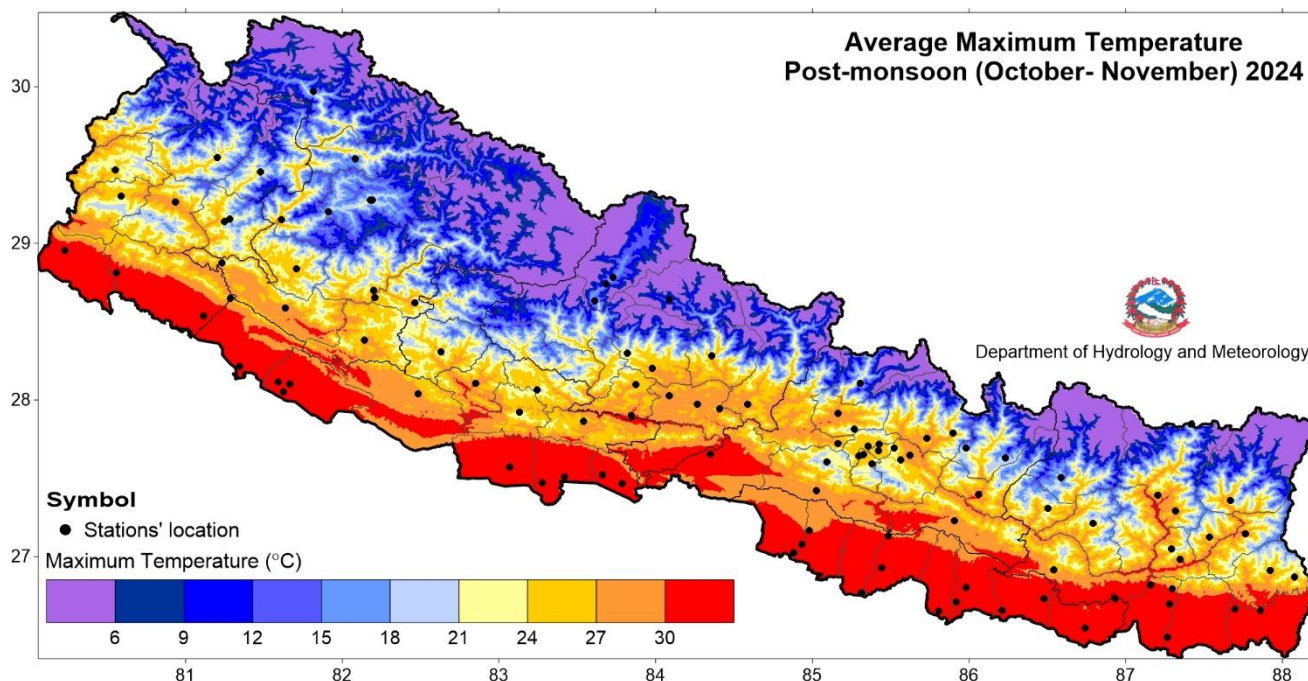 Average Maximum Temperature
Post-monsoon (October- November) 2024
30
29
28
27
Department of Hydrology and Meteorology
Symbol
Stations' location
Maximum Temperature (°C)
6 9 12 15 18 21 24 27 30
81 82 83 84 85 86 87 88